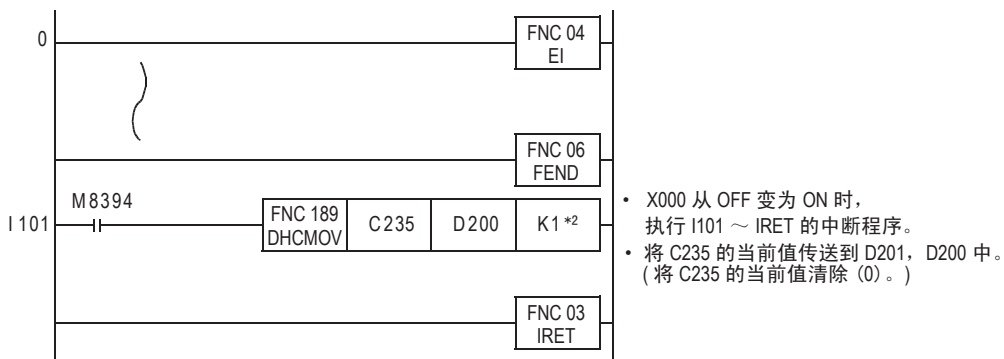 0
FNC 04
EI
FNC 06
FEND
M8394
I 101
FNC 189
DHCMOV
C235
D200
K1 *2
FNC 03
IRET
• X000 从 OFF 变为 ON 时，
执行 I101 ～ IRET 的中断程序。
• 将 C235 的当前值传送到 D201，D200 中。
( 将 C235 的当前值清除 (0) 。)